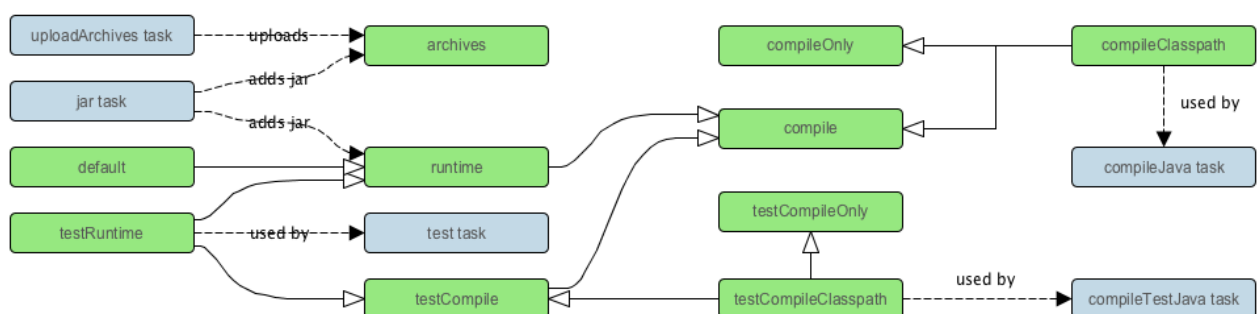 uploadArchives task
uploads
archives
compileOnly
compileClasspath
adds jar
jar task
used by
adds jar
compile
default
runtime
compileJava task
testCompileOnly
testRuntime
used by
test task
used by
testCompile
testCompileClasspath
compileTestJava task